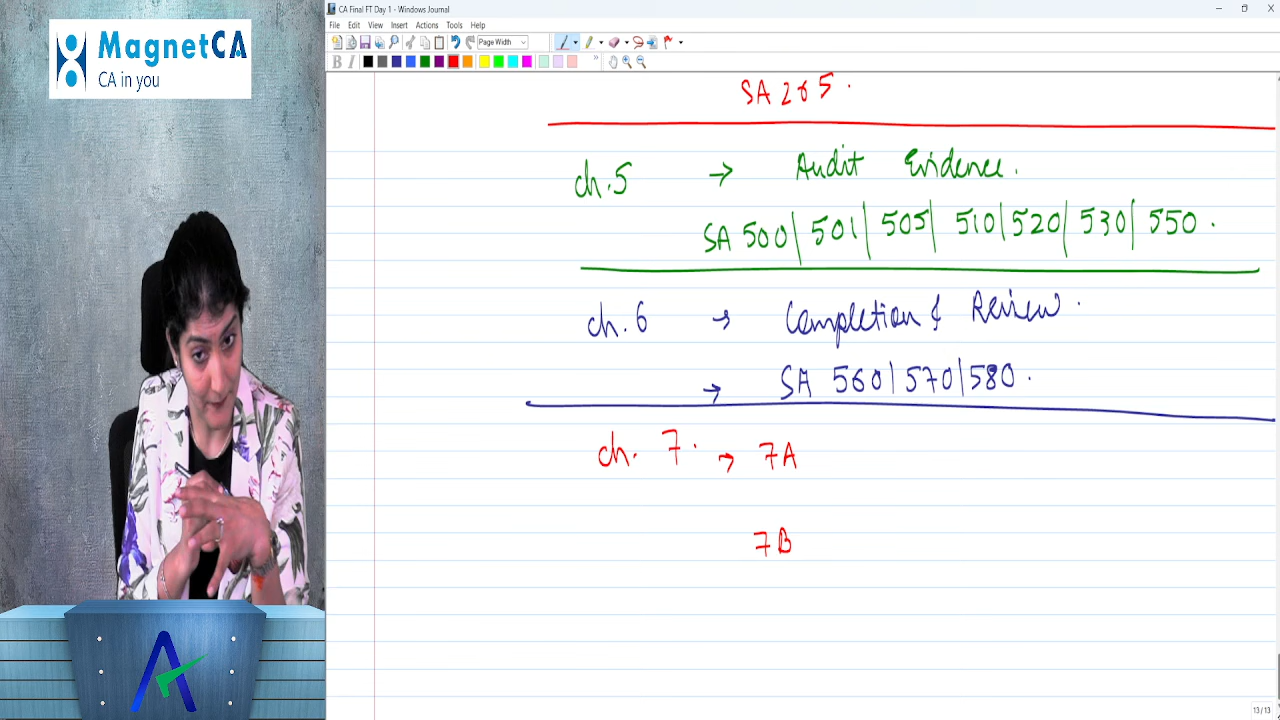 MagnetCA
CA in you
CA Final FT Day 1 - Windows Journal
File Edit View Insert Actions Tools Help
Page Width
B I
SA 265.
ch.5 → Audit Evidence.
SA 500| 501| 505| 510|520| 530| 550.
ch.6 → Completion & Review.
→ SA 560|570|580.
ch. 7. → 7A
7B
13/13